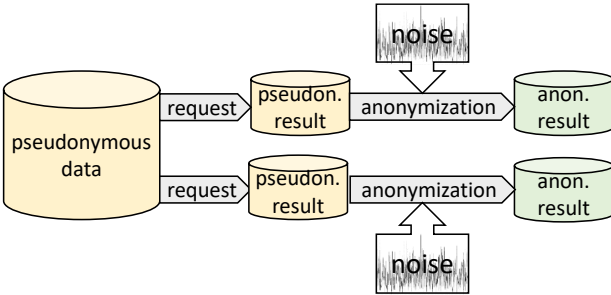 noise
pseudonymous
data
request
pseudon.
result
anonymization
anon.
result
request
pseudon.
result
anonymization
anon.
result
noise